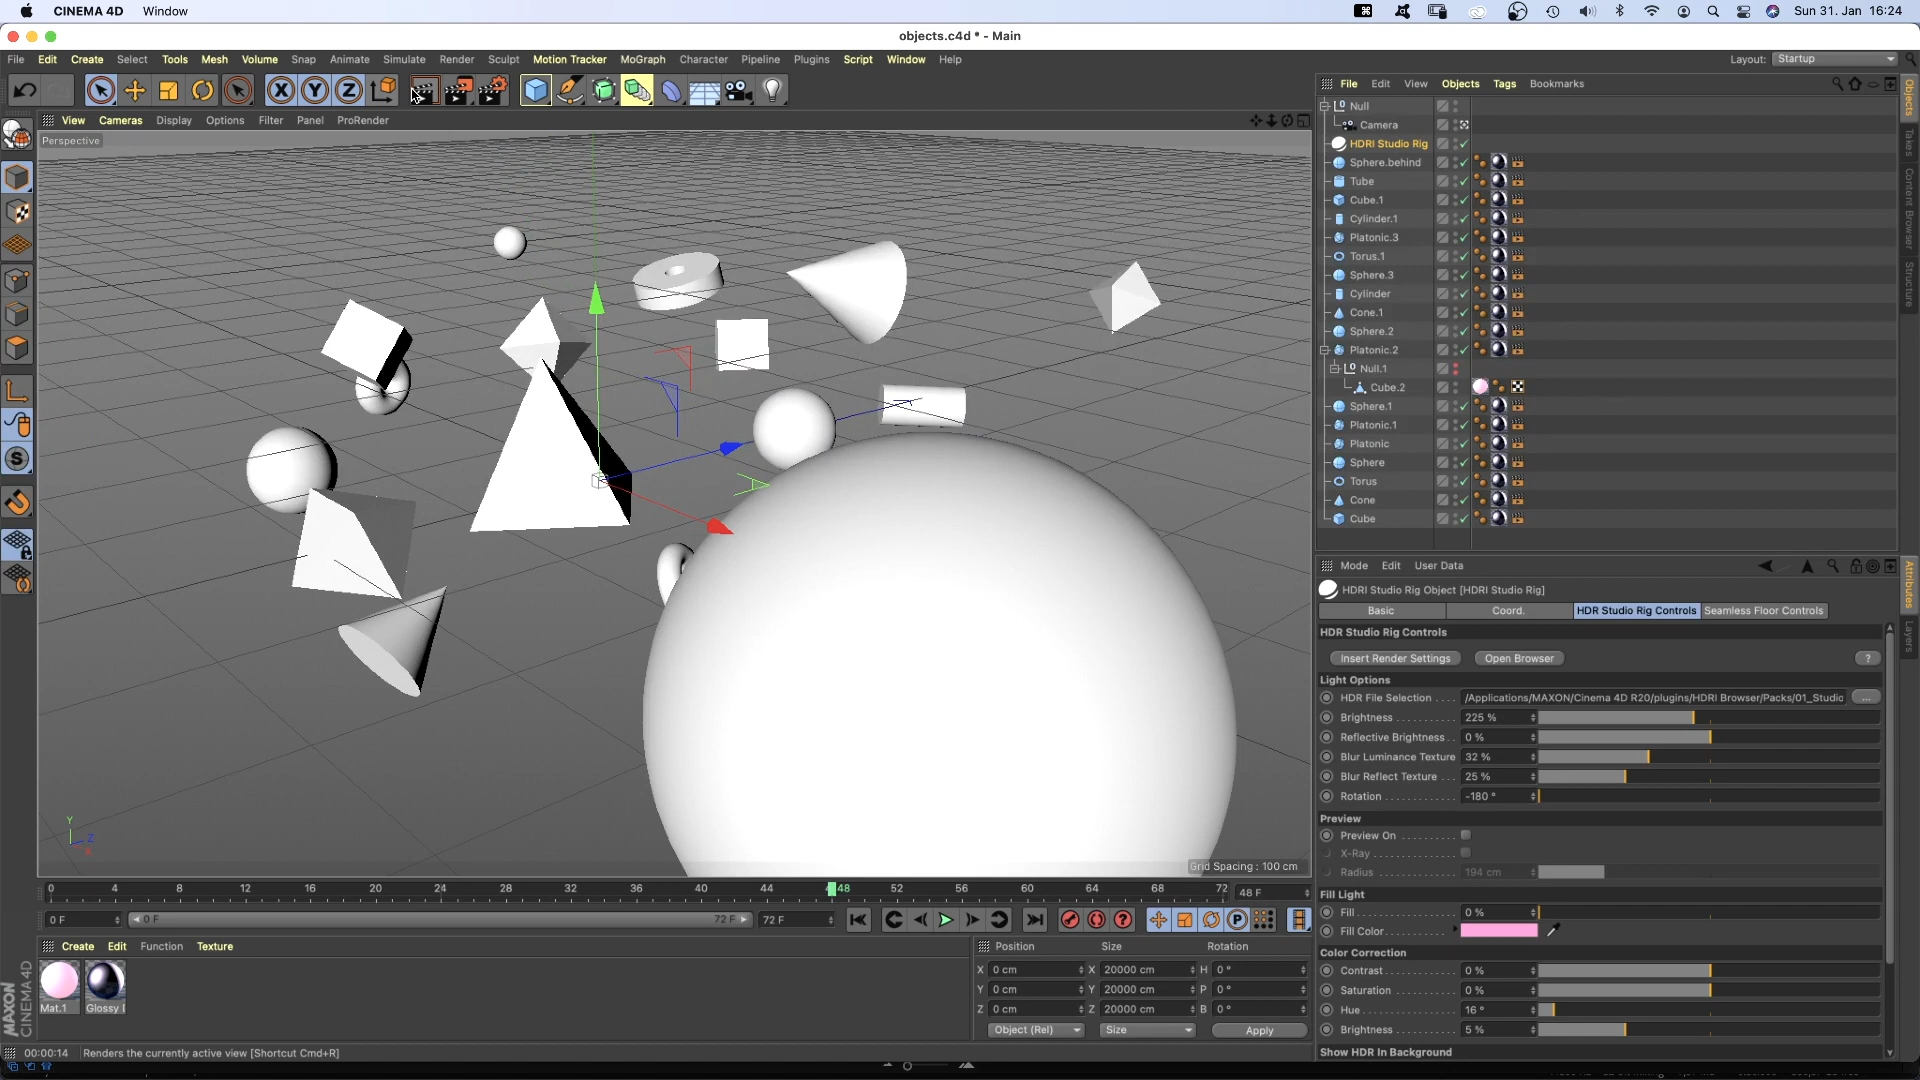 CINEMA 4D Window Sun 31. Jan 16:24
objects.c4d * - Main
File Edit Create Select Tools Mesh Volume Snap Animate Simulate Render Sculpt Motion Tracker MoGraph Character Pipeline Plugins Script Window Help Layout: Startup
X Y Z
File Edit View Objects Tags Bookmarks
View Cameras Display Options Filter Panel ProRender
Perspective
Null
Camera
HDRI Studio Rig
Sphere.behind
Tube
Cube.1
Cylinder.1
Platonic.3
Torus.1
Sphere.3
Cylinder
Cone.1
Sphere.2
Platonic.2
Null.1
Cube.2
Sphere.1
Platonic.1
Platonic
Sphere
Torus
Cone
Cube
Objects
Takes
Content Browser
Structure
Mode Edit User Data
HDRI Studio Rig Object [HDRI Studio Rig]
Basic Coord. HDR Studio Rig Controls Seamless Floor Controls
HDR Studio Rig Controls
Insert Render Settings Open Browser ?
Light Options
HDR File Selection . . . . /Applications/MAXON/Cinema 4D R20/plugins/HDRI Browser/Packs/01_Studio ...
Brightness 225 %
Reflective Brightness 0 %
Blur Luminance Texture 32 %
Blur Reflect Texture 25 %
Rotation -180 °
Preview
Preview On
X-Ray
Radius 194 cm
Fill Light
Fill 0 %
Fill Color
Color Correction
Contrast 0 %
Saturation 0 %
Hue 16 °
Brightness 5 %
Show HDR In Background
Attributes
Layers
Y
Z
X
Grid Spacing : 100 cm
0 4 8 12 16 20 24 28 32 36 40 44 48 52 56 60 64 68 72 48 F
0 F 0 F 72 F 72 F
Create Edit Function Texture
Mat.1 Glossy
Position Size Rotation
X 0 cm X 20000 cm H 0 °
Y 0 cm Y 20000 cm P 0 °
Z 0 cm Z 20000 cm B 0 °
Object (Rel) Size Apply
MAXON
CINEMA 4D
00:00:14 Renders the currently active view [Shortcut Cmd+R]